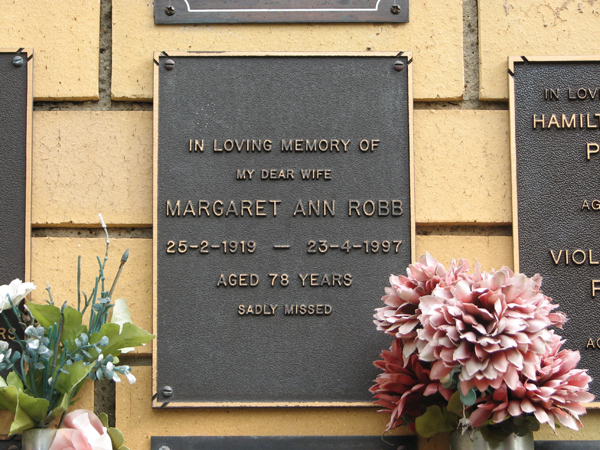 IN LOVING MEMORY OF
MY DEAR WIFE
MARGARET ANN ROBB
25-2-1919 — 23-4-1997
AGED 78 YEARS
SADLY MISSED
IN
HAMILT
P
VIOL